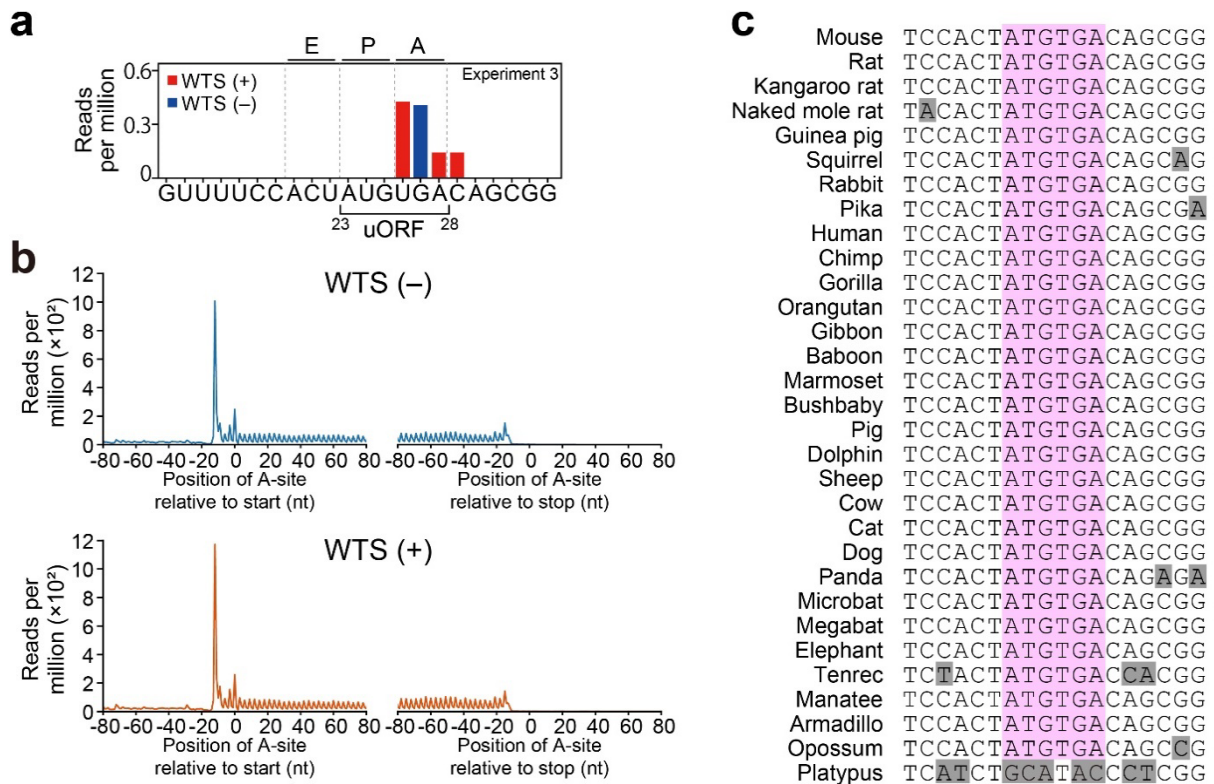 a
E P A
Experiment 3
WTS (+)
WTS (–)
Reads per million
0.6
0.3
0
GUUUUCCACUAUGUGACAGCGG
23 28
uORF
b
WTS (–)
Reads per million (×10²)
12
10
8
6
4
2
0
-80 -60 -40 -20 0 20 40 60 80
-80 -60 -40 -20 0 20 40 60 80
Position of A-site relative to start (nt)
Position of A-site relative to stop (nt)
WTS (+)
Reads per million (×10²)
12
10
8
6
4
2
0
-80 -60 -40 -20 0 20 40 60 80
-80 -60 -40 -20 0 20 40 60 80
Position of A-site relative to start (nt)
Position of A-site relative to stop (nt)
c
Mouse TCCACTATGTGACAGCGG
Rat TCCACTATGTGACAGCGG
Kangaroo rat TCCACTATGTGACAGCGG
Naked mole rat TACACTATGTGACAGCGG
Guinea pig TCCACTATGTGACAGCGG
Squirrel TCCACTATGTGACAGCAG
Rabbit TCCACTATGTGACAGCGG
Pika TCCACTATGTGACAGCGA
Human TCCACTATGTGACAGCGG
Chimp TCCACTATGTGACAGCGG
Gorilla TCCACTATGTGACAGCGG
Orangutan TCCACTATGTGACAGCGG
Gibbon TCCACTATGTGACAGCGG
Baboon TCCACTATGTGACAGCGG
Marmoset TCCACTATGTGACAGCGG
Bushbaby TCCACTATGTGACAGCGG
Pig TCCACTATGTGACAGCGG
Dolphin TCCACTATGTGACAGCGG
Sheep TCCACTATGTGACAGCGG
Cow TCCACTATGTGACAGCGG
Cat TCCACTATGTGACAGCGG
Dog TCCACTATGTGACAGCGG
Panda TCCACTATGTGACAGAGA
Microbat TCCACTATGTGACAGCGG
Megabat TCCACTATGTGACAGCGG
Elephant TCCACTATGTGACAGCGG
Tenrec TCTACTATGTGACCACGG
Manatee TCCACTATGTGACAGCGG
Armadillo TCCACTATGTGACAGCGG
Opossum TCCACTATGTGACAGCCG
Platypus TCATCTGCCATACCCTGG